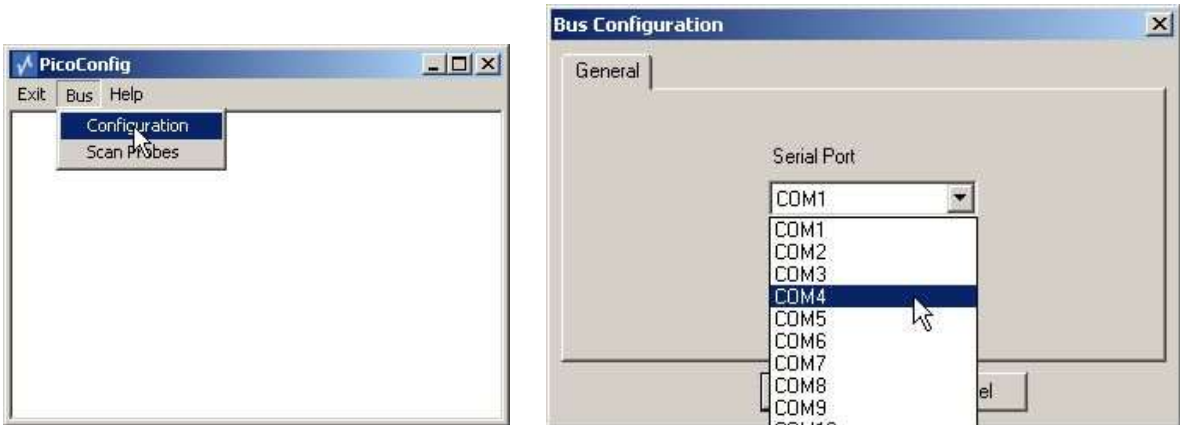 PicoConfig
Exit Bus Help
Configuration
Scan Probes
Bus Configuration
General
Serial Port
COM1
COM1
COM2
COM3
COM4
COM5
COM6
COM7
COM8
COM9
el